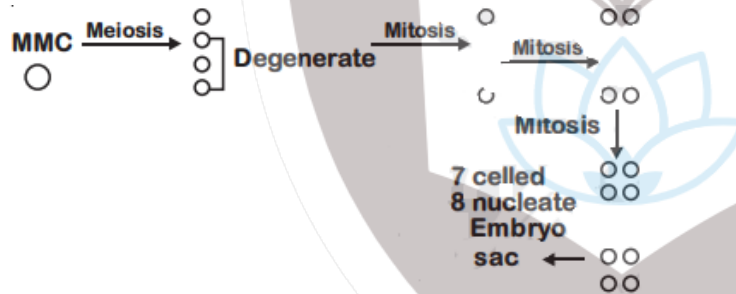 MMC
Meiosis
Degenerate
Mitosis
Mitosis
Mitosis
7 celled
8 nucleate
Embryo
sac